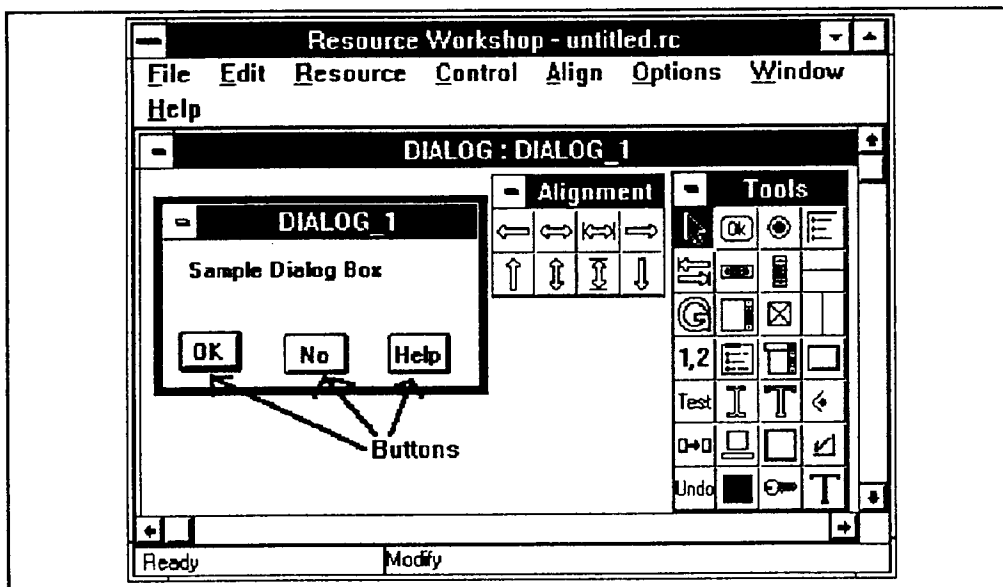 Resource Workshop - untitled.rc
File Edit Resource Control Align Options Window
Help
DIALOG : DIALOG_1
Alignment
Tools
DIALOG_1
Sample Dialog Box
OK No Help
Buttons
Ok
1,2
Test
Undo
Ready Modify